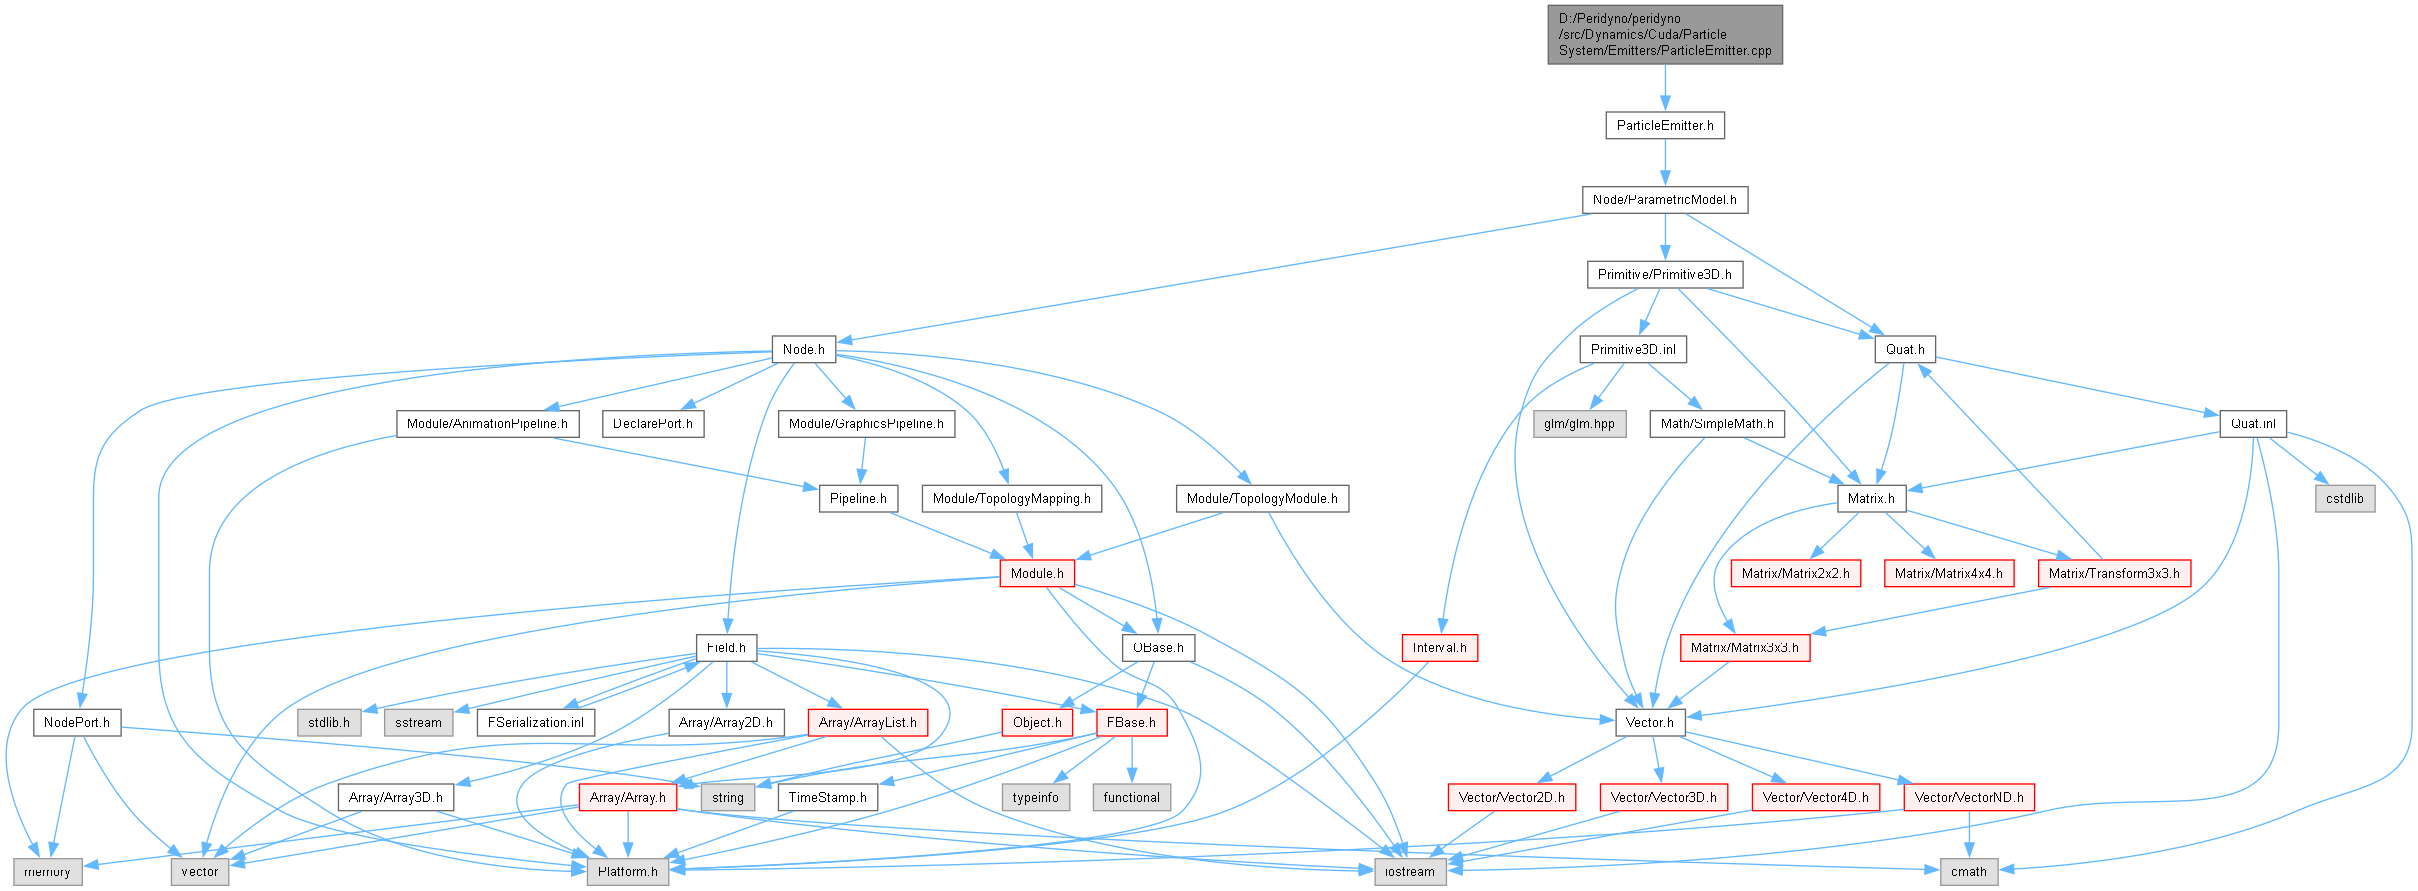 D:/Peridyno/peridyno
/src/Dynamics/Cuda/Particle
System/Emitters/ParticleEmitter.cpp
ParticleEmitter.h
Node/ParametricModel.h
Primitive/Primitive3D.h
Node.h
Primitive3D.inl
Quat.h
Module/AnimationPipeline.h
DeclarePort.h
Module/GraphicsPipeline.h
glm/glm.hpp
Math/SimpleMath.h
Quat.inl
Pipeline.h
Module/TopologyMapping.h
Module/TopologyModule.h
Matrix.h
cstdlib
Module.h
Matrix/Matrix2x2.h
Matrix/Matrix4x4.h
Matrix/Transform3x3.h
Field.h
OBase.h
Interval.h
Matrix/Matrix3x3.h
NodePort.h
stdlib.h
sstream
FSerialization.inl
Array/Array2D.h
Array/ArrayList.h
Object.h
FBase.h
Vector.h
Array/Array3D.h
Array/Array.h
string
TimeStamp.h
typeinfo
functional
Vector/Vector2D.h
Vector/Vector3D.h
Vector/Vector4D.h
Vector/VectorND.h
memory
vector
Platform.h
iostream
cmath